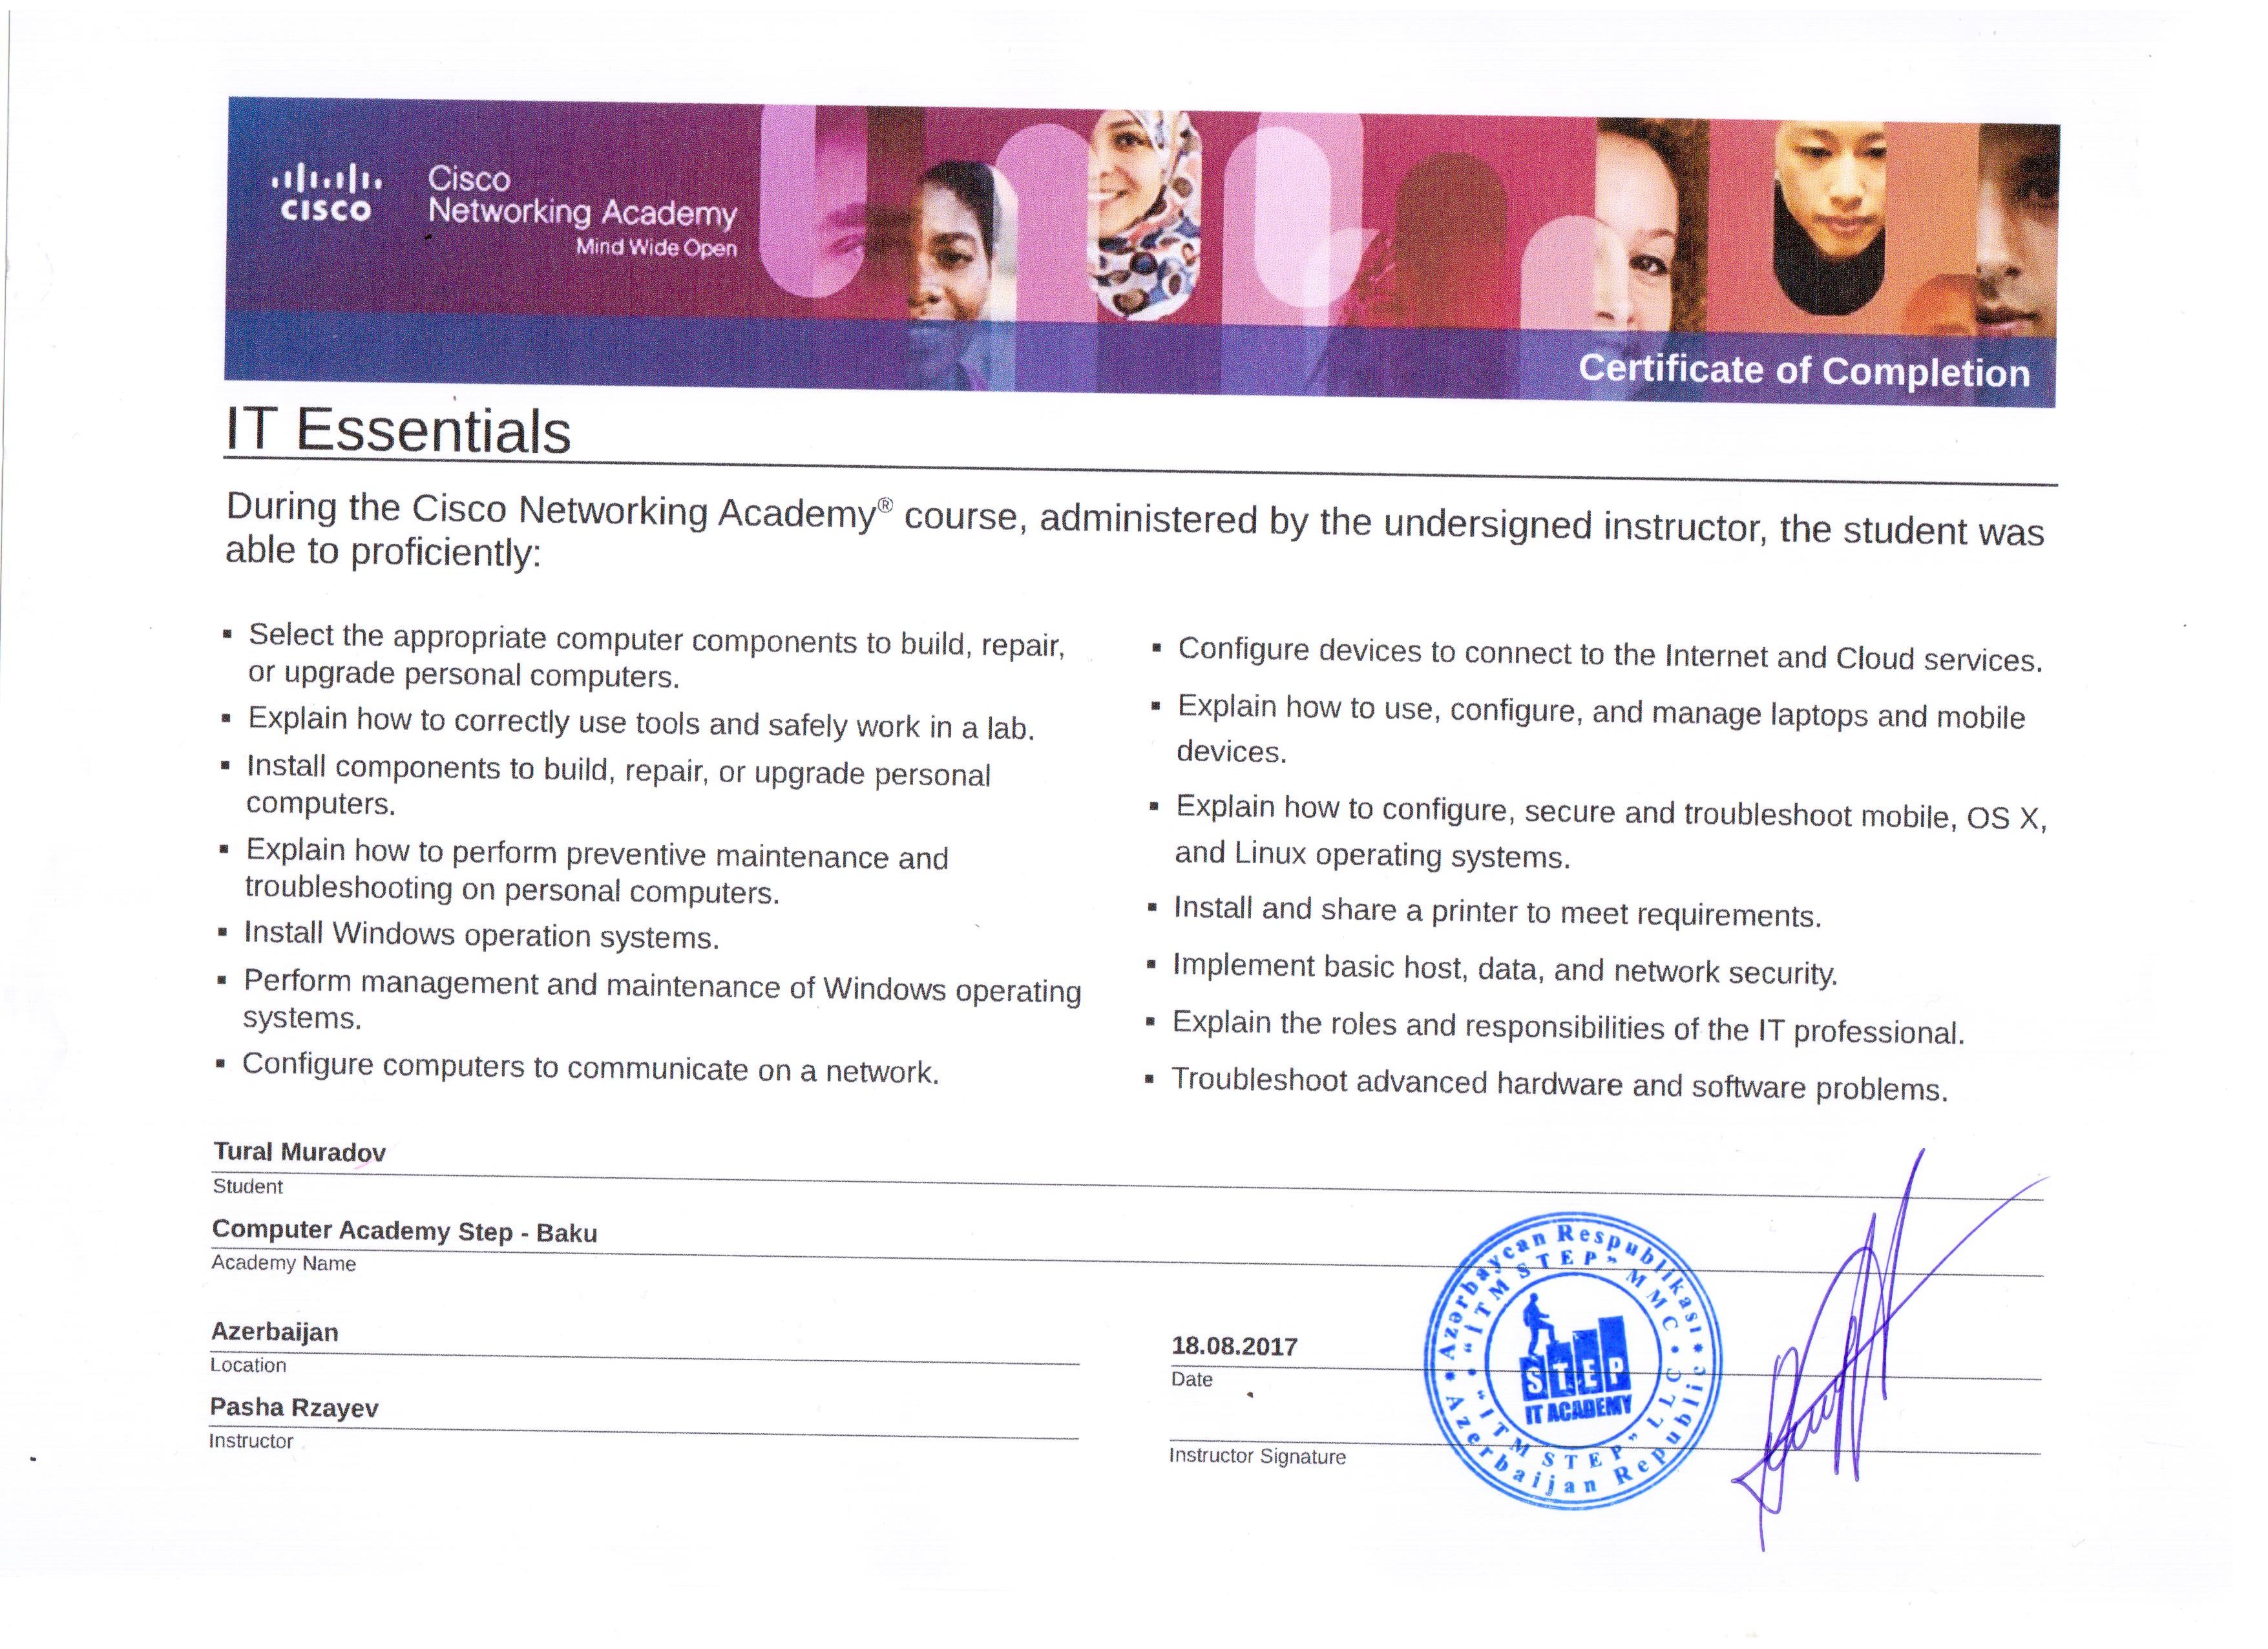 CISCO
Cisco
Networking Academy
Mind Wide Open
Certificate of Completion
IT Essentials
During the Cisco Networking Academy® course, administered by the undersigned instructor, the student was
able to proficiently:
▪ Select the appropriate computer components to build, repair,
or upgrade personal computers.
▪ Explain how to correctly use tools and safely work in a lab.
▪ Install components to build, repair, or upgrade personal
computers.
▪ Explain how to perform preventive maintenance and
troubleshooting on personal computers.
▪ Install Windows operation systems.
▪ Perform management and maintenance of Windows operating
systems.
▪ Configure computers to communicate on a network.
▪ Configure devices to connect to the Internet and Cloud services.
▪ Explain how to use, configure, and manage laptops and mobile
devices.
▪ Explain how to configure, secure and troubleshoot mobile, OS X,
and Linux operating systems.
▪ Install and share a printer to meet requirements.
▪ Implement basic host, data, and network security.
▪ Explain the roles and responsibilities of the IT professional.
▪ Troubleshoot advanced hardware and software problems.
Tural Muradov
Student
Computer Academy Step - Baku
Academy Name
Azerbaijan
Location
18.08.2017
Date
Pasha Rzayev
Instructor
Instructor Signature
Azərbaycan Respublikası
"İTM STEP" MMC
STEP
IT ACADEMY
"ITM STEP" LLC
Azerbaijan Republic